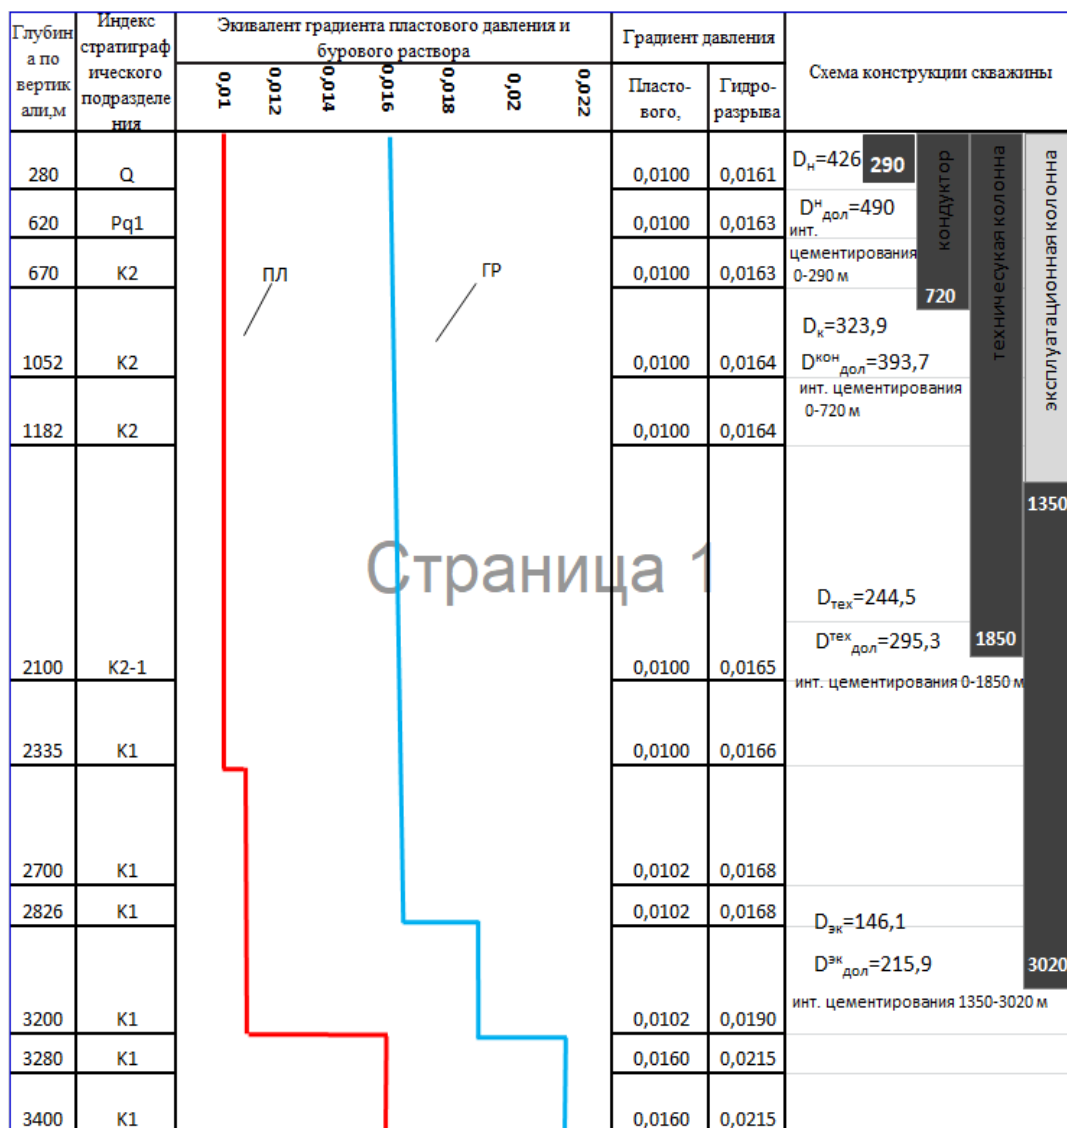 Глубин
а по
вертик
али,м
Индекс
стратиграф
ического
подразделе
ния
Экивалент градиента пластового давления и
бурового раствора
0,01
0,012
0,014
0,016
0,018
0,02
0,022
Градиент давления
Пласто-
вого,
Гидро-
разрыва
Схема конструкции скважины
280 Q 0,0100 0,0161
620 Pq1 0,0100 0,0163
670 K2 0,0100 0,0163
1052 K2 0,0100 0,0164
1182 K2 0,0100 0,0164
2100 K2-1 0,0100 0,0165
2335 K1 0,0100 0,0166
2700 K1 0,0102 0,0168
2826 K1 0,0102 0,0168
3200 K1 0,0102 0,0190
3280 K1 0,0160 0,0215
3400 K1 0,0160 0,0215
ПЛ
ГР
Страница 1
Dн=426
290
Dндол=490
инт.
цементирования
0-290 м
кондуктор
720
Dк=323,9
Dкондол=393,7
инт. цементирования
0-720 м
техничесукая колонна
1850
Dтех=244,5
Dтехдол=295,3
инт. цементирования 0-1850 м
эксплуатационная колонна
1350
3020
Dэк=146,1
Dэкдол=215,9
инт. цементирования 1350-3020 м